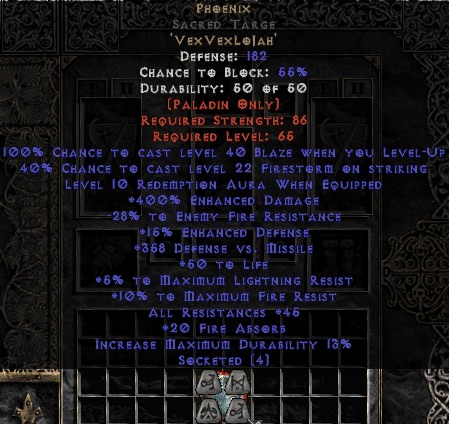 Phoenix
Sacred Targe
'VexVexLoJah'
Defense: 182
Chance to Block: 55%
Durability: 50 of 50
(Paladin Only)
Required Strength: 86
Required Level: 65
100% Chance to cast level 40 Blaze when you Level-Up
40% Chance to cast level 22 Firestorm on striking
Level 10 Redemption Aura When Equipped
+400% Enhanced Damage
-28% to Enemy Fire Resistance
+15% Enhanced Defense
+358 Defense vs. Missile
+50 to Life
+5% to Maximum Lightning Resist
+10% to Maximum Fire Resist
All Resistances +45
+20 Fire Absorb
Increase Maximum Durability 13%
Socketed (4)